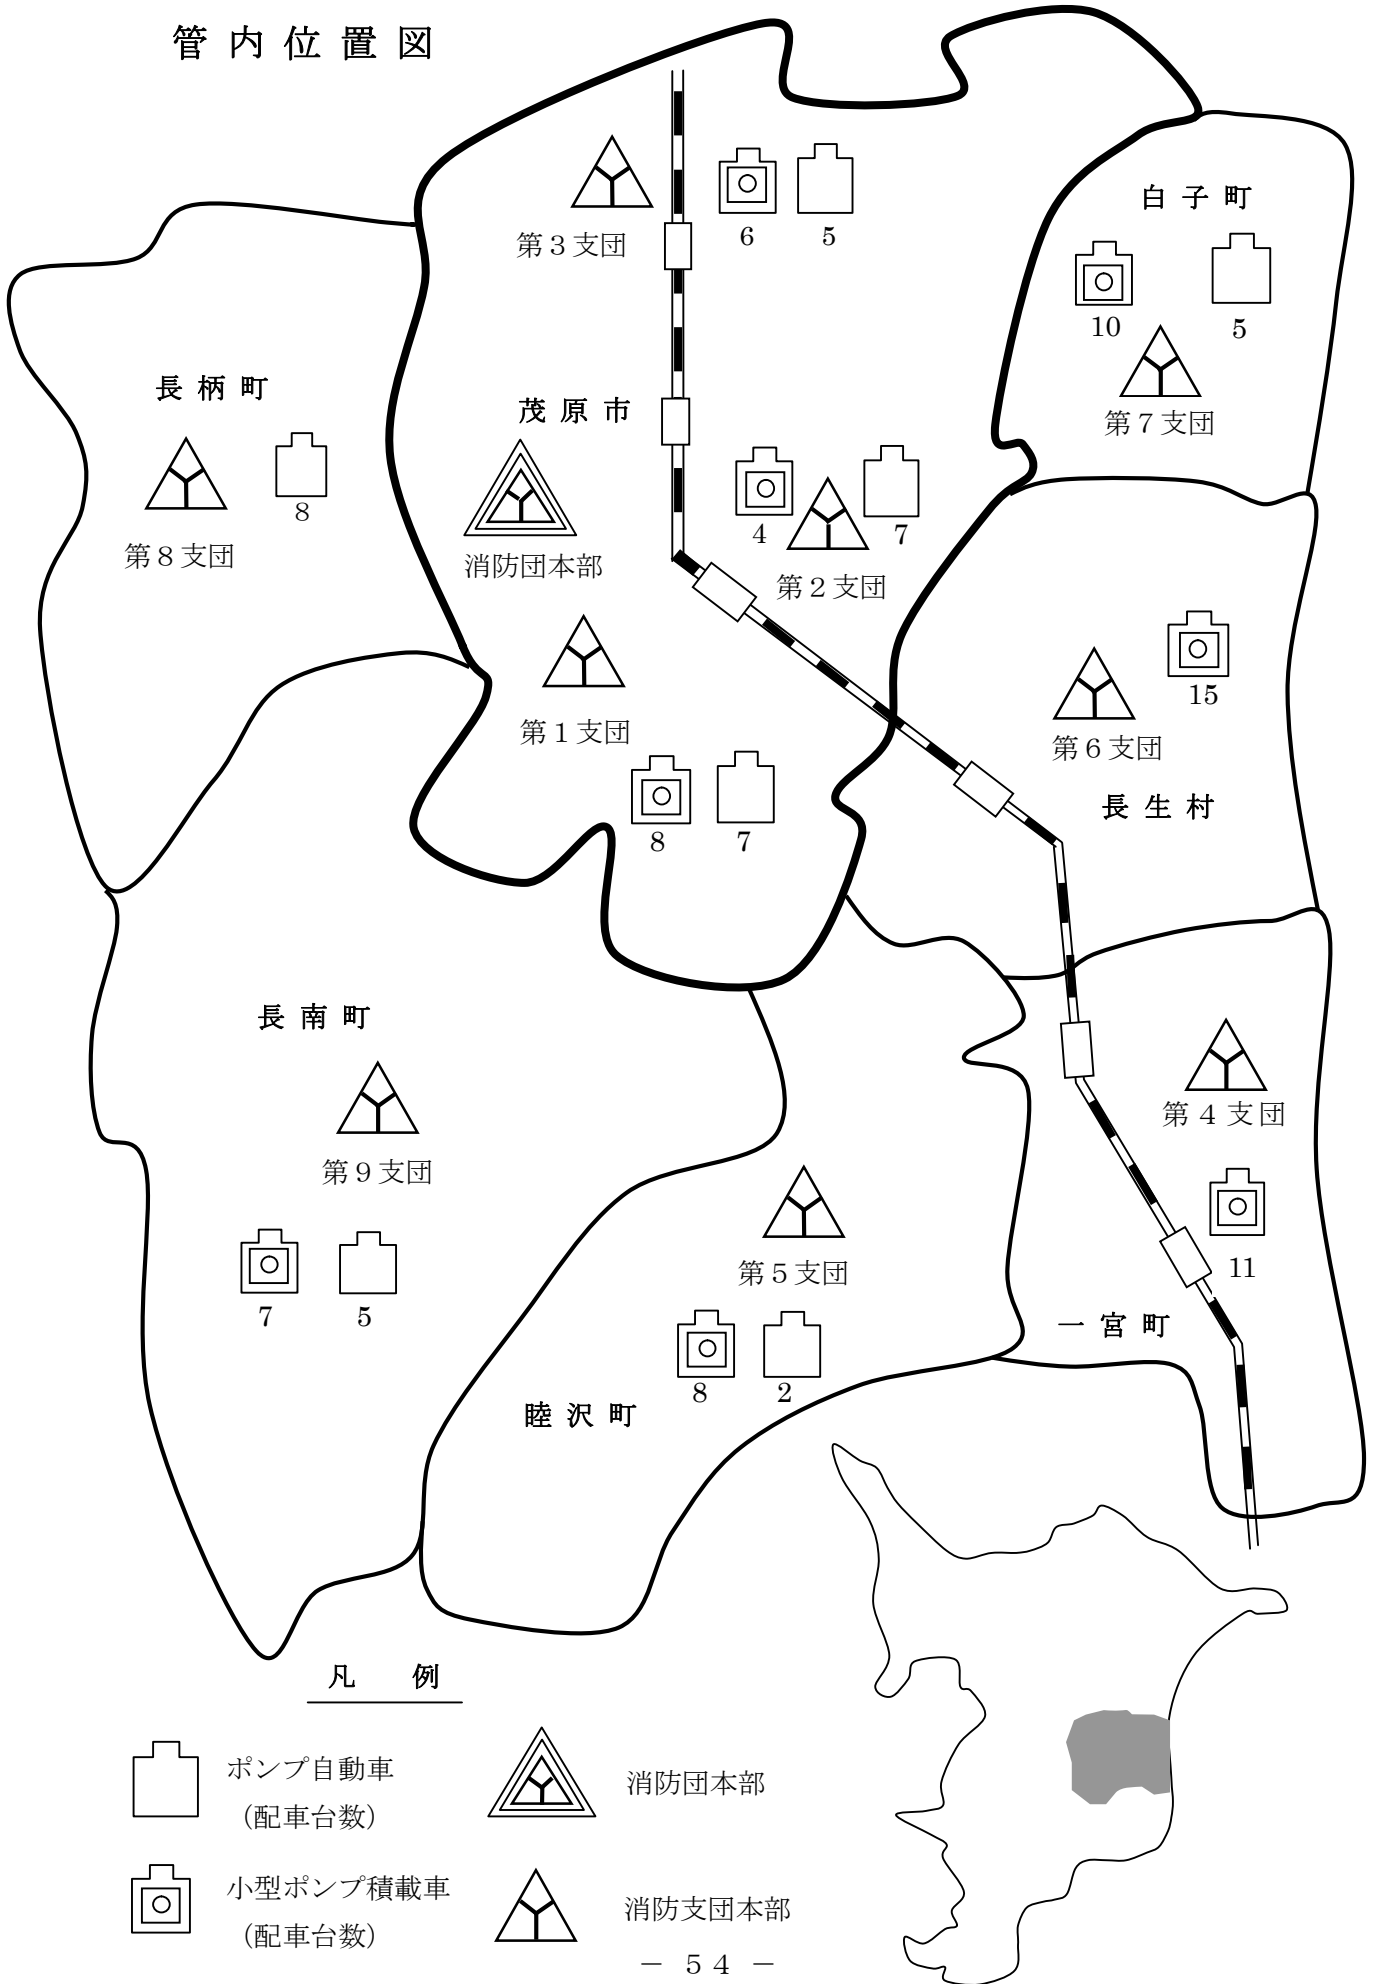 管内位置図
第３支団
6
5
白子町
10
5
第７支団
長柄町
8
第８支団
茂原市
消防団本部
4
7
第２支団
第１支団
8
7
15
第６支団
長生村
長南町
第９支団
7
5
第４支団
11
一宮町
第５支団
8
2
睦沢町
凡　例
ポンプ自動車
（配車台数）
消防団本部
小型ポンプ積載車
（配車台数）
消防支団本部
－ ５４ －